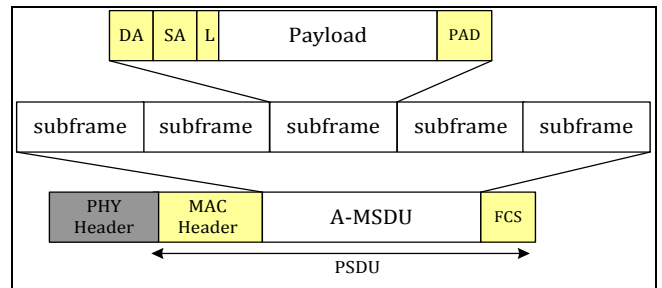 DA SA L Payload PAD
subframe subframe subframe subframe subframe
PHY Header MAC Header A-MSDU FCS
PSDU